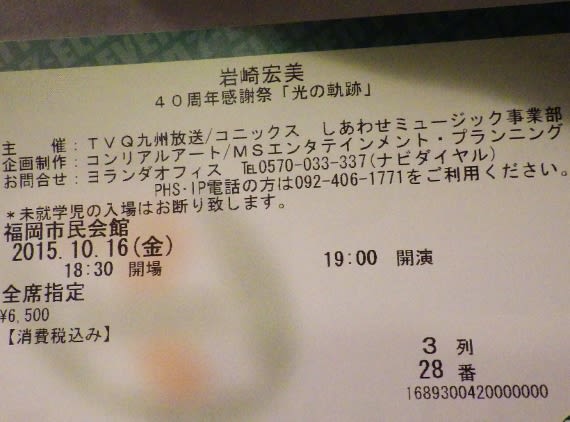 岩崎宏美
40周年感謝祭「光の軌跡」
主 催：TVQ九州放送/コニックス しあわせミュージック事業部
企画制作：コンリアルアート/MSエンタテインメント・プランニング
お問合せ：ヨランダオフィス ℡0570-033-337(ナビダイヤル)
PHS・IP電話の方は092-406-1771をご利用ください。
*未就学児の入場はお断り致します。
福岡市民会館
2015.10.16(金)
18:30 開場 19:00 開演
全席指定
¥6,500
【消費税込み】
3 列
28 番
1689300420000000